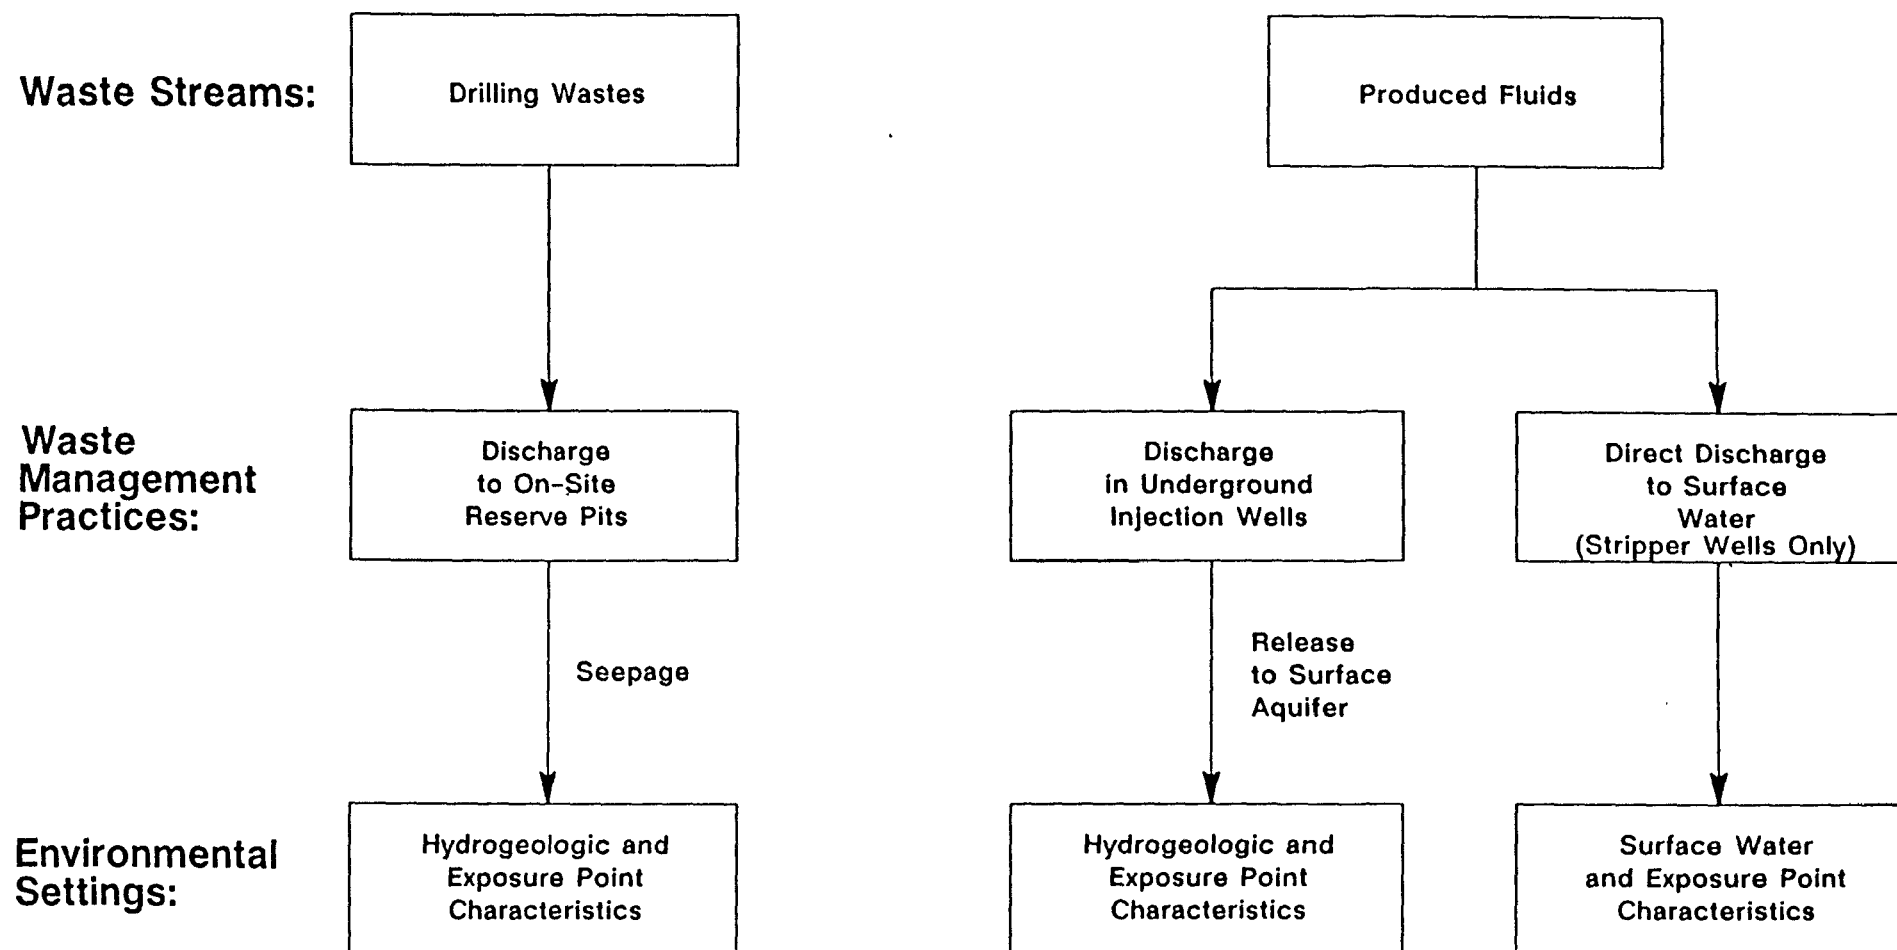 Waste Streams:
Drilling Wastes
Produced Fluids
Waste
Management
Practices:
Discharge
to On-Site
Reserve Pits
Discharge
in Underground
Injection Wells
Direct Discharge
to Surface
Water
(Stripper Wells Only)
Seepage
Release
to Surface
Aquifer
Environmental
Settings:
Hydrogeologic and
Exposure Point
Characteristics
Hydrogeologic and
Exposure Point
Characteristics
Surface Water
and Exposure Point
Characteristics